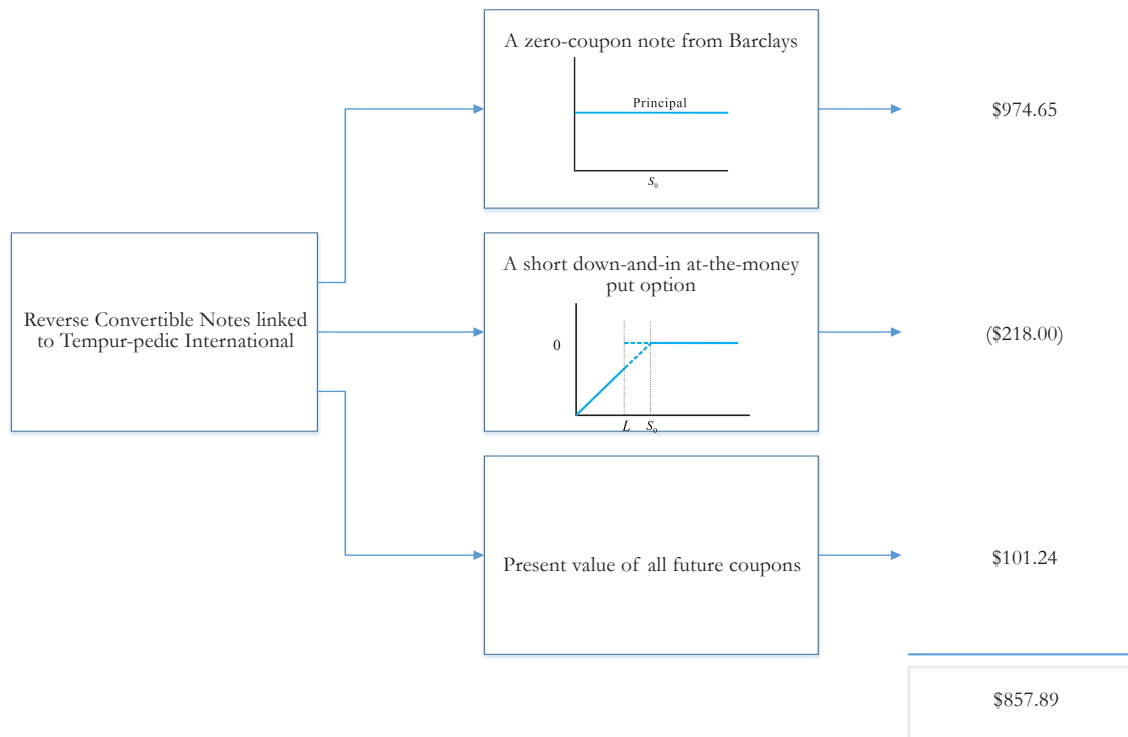 A zero-coupon note from Barclays
Principal
S₀
$974.65
Reverse Convertible Notes linked
to Tempur-pedic International
A short down-and-in at-the-money
put option
0
L S₀
($218.00)
Present value of all future coupons
$101.24
$857.89